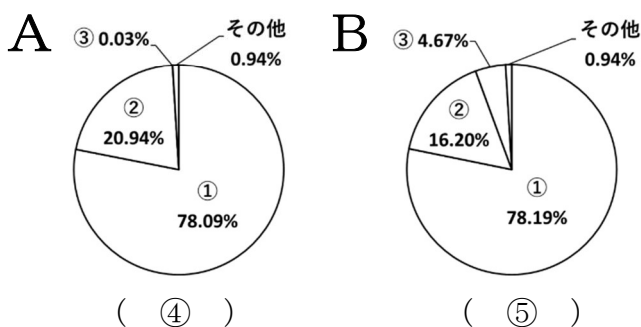 A
③ 0.03%
その他
0.94%
②
20.94%
①
78.09%
( ④ )
B
③ 4.67%
その他
0.94%
②
16.20%
①
78.19%
( ⑤ )